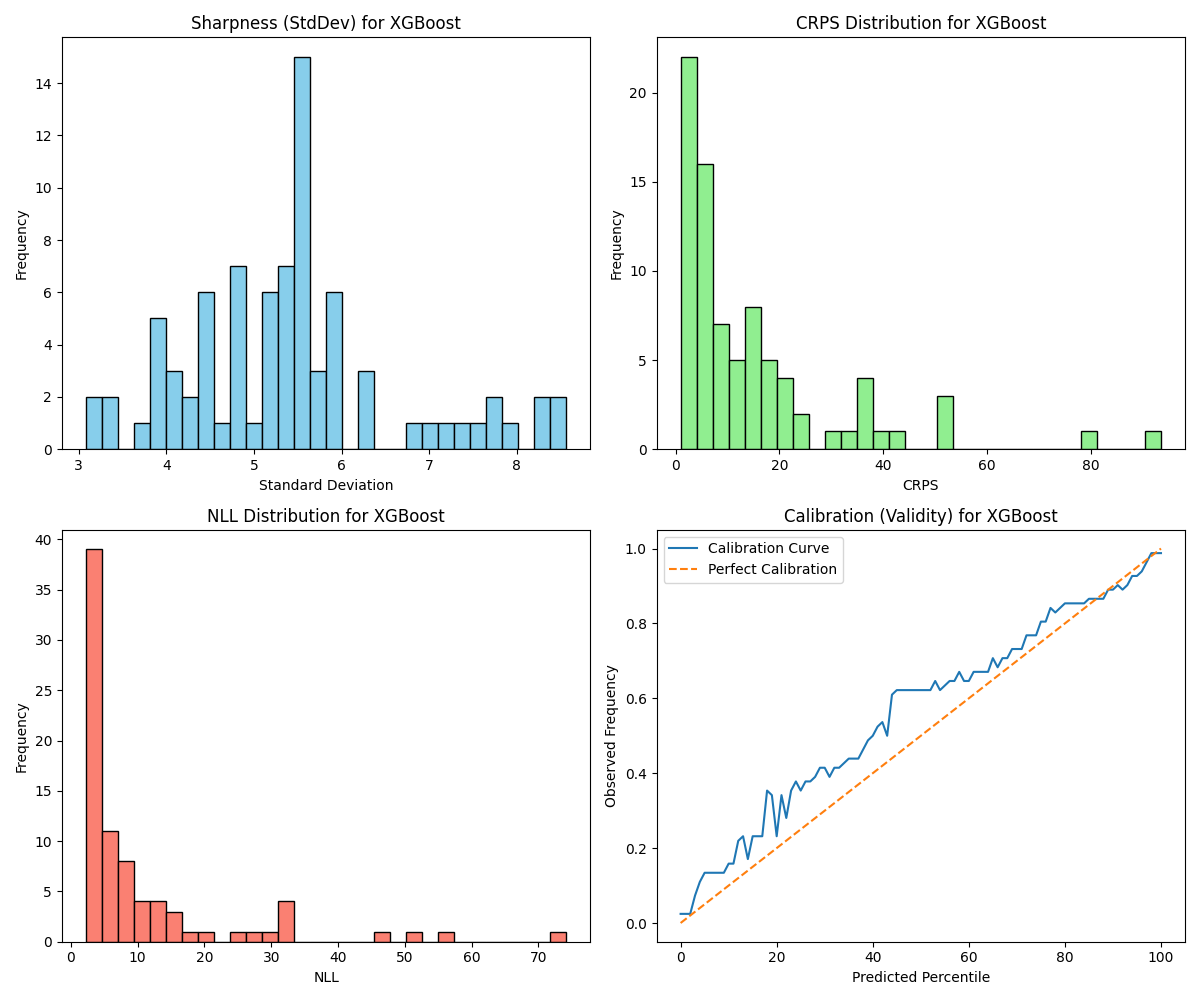 Sharpness (StdDev) for XGBoost
14
12
10
8
6
4
2
0
Frequency
3 4 5 6 7 8
Standard Deviation
CRPS Distribution for XGBoost
20
15
10
5
0
Frequency
0 20 40 60 80
CRPS
NLL Distribution for XGBoost
40
35
30
25
20
15
10
5
0
Frequency
0 10 20 30 40 50 60 70
NLL
Calibration (Validity) for XGBoost
Calibration Curve
Perfect Calibration
1.0
0.8
0.6
0.4
0.2
0.0
Observed Frequency
0 20 40 60 80 100
Predicted Percentile